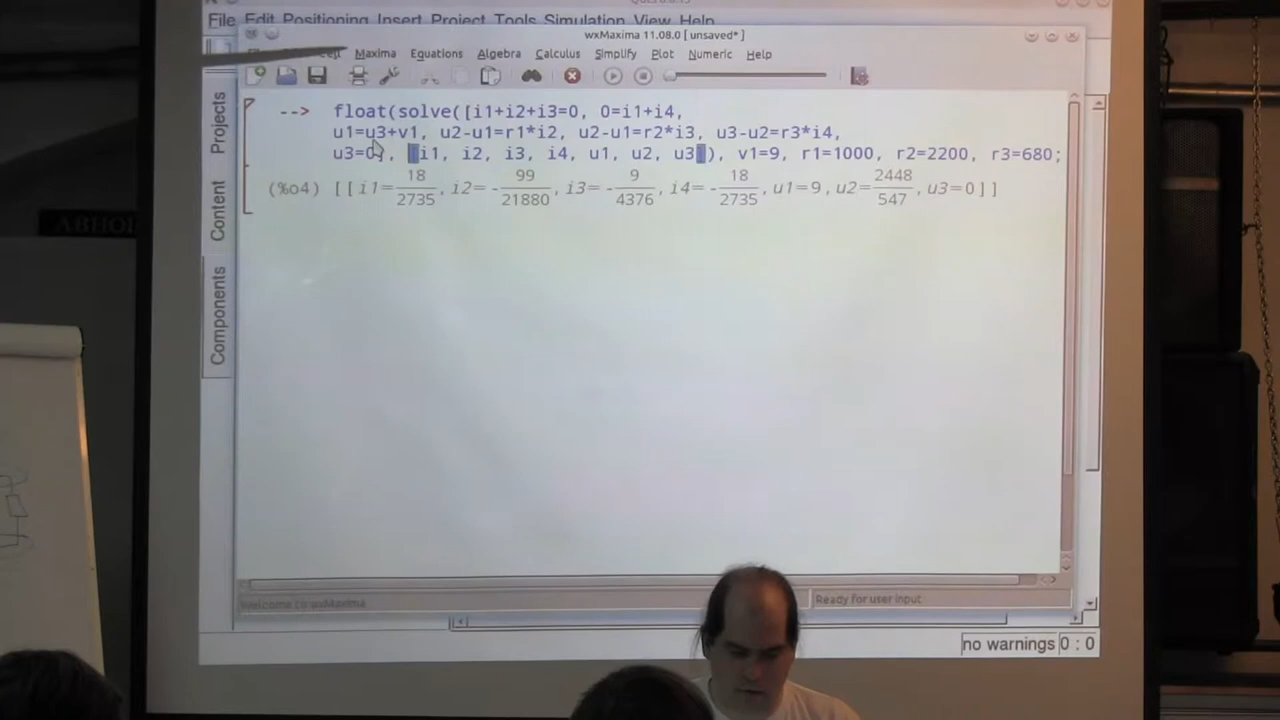 File Edit Positioning Insert Project Tools Simulation View Help
wxMaxima 11.08.0 [ unsaved* ]
Maxima Equations Algebra Calculus Simplify Plot Numeric Help
Projects
Content
Components
--> float(solve([i1+i2+i3=0, 0=i1+i4,
u1=u3+v1, u2-u1=r1*i2, u2-u1=r2*i3, u3-u2=r3*i4,
u3=0], [i1, i2, i3, i4, u1, u2, u3]), v1=9, r1=1000, r2=2200, r3=680;
(%o4) [[i1=18/2735, i2=-99/21880, i3=-9/4376, i4=-18/2735, u1=9, u2=2448/547, u3=0]]
Welcome to wxMaxima
Ready for user input
no warnings 0 : 0